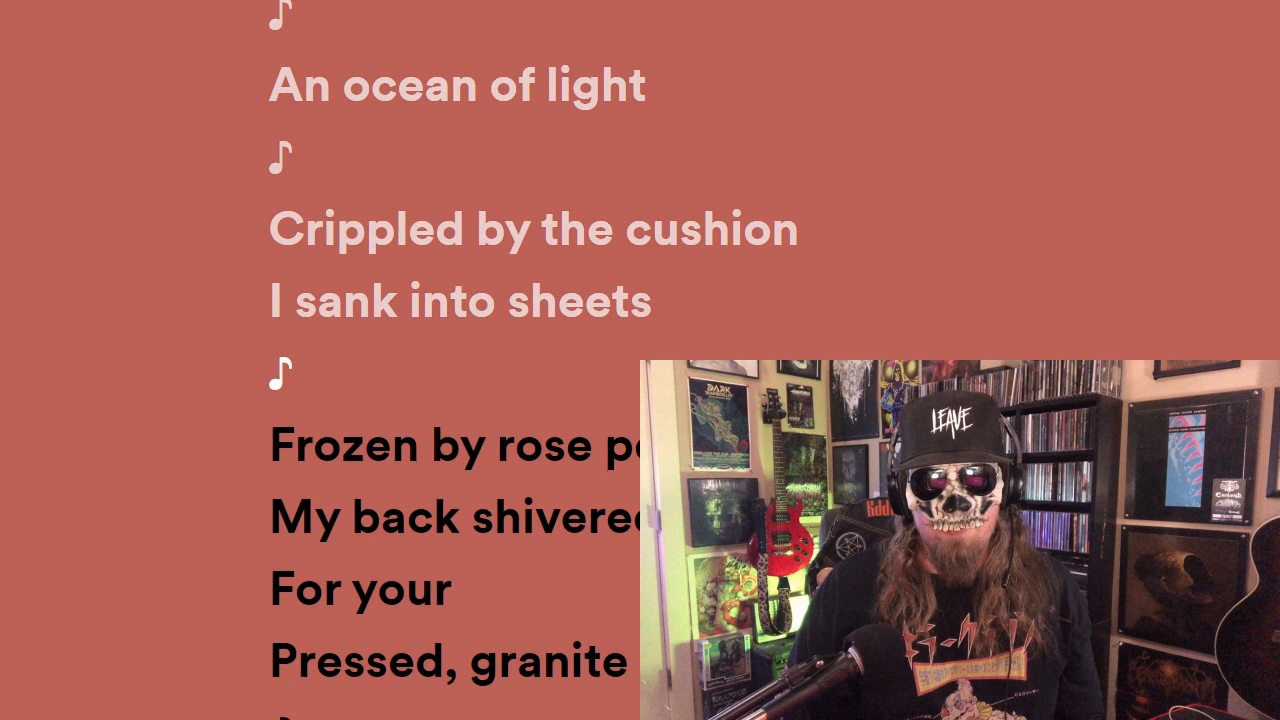 ♪
An ocean of light
♪
Crippled by the cushion
I sank into sheets
♪
Frozen by rose
My back
For your
Pressed, granite
DARK
LEAVE